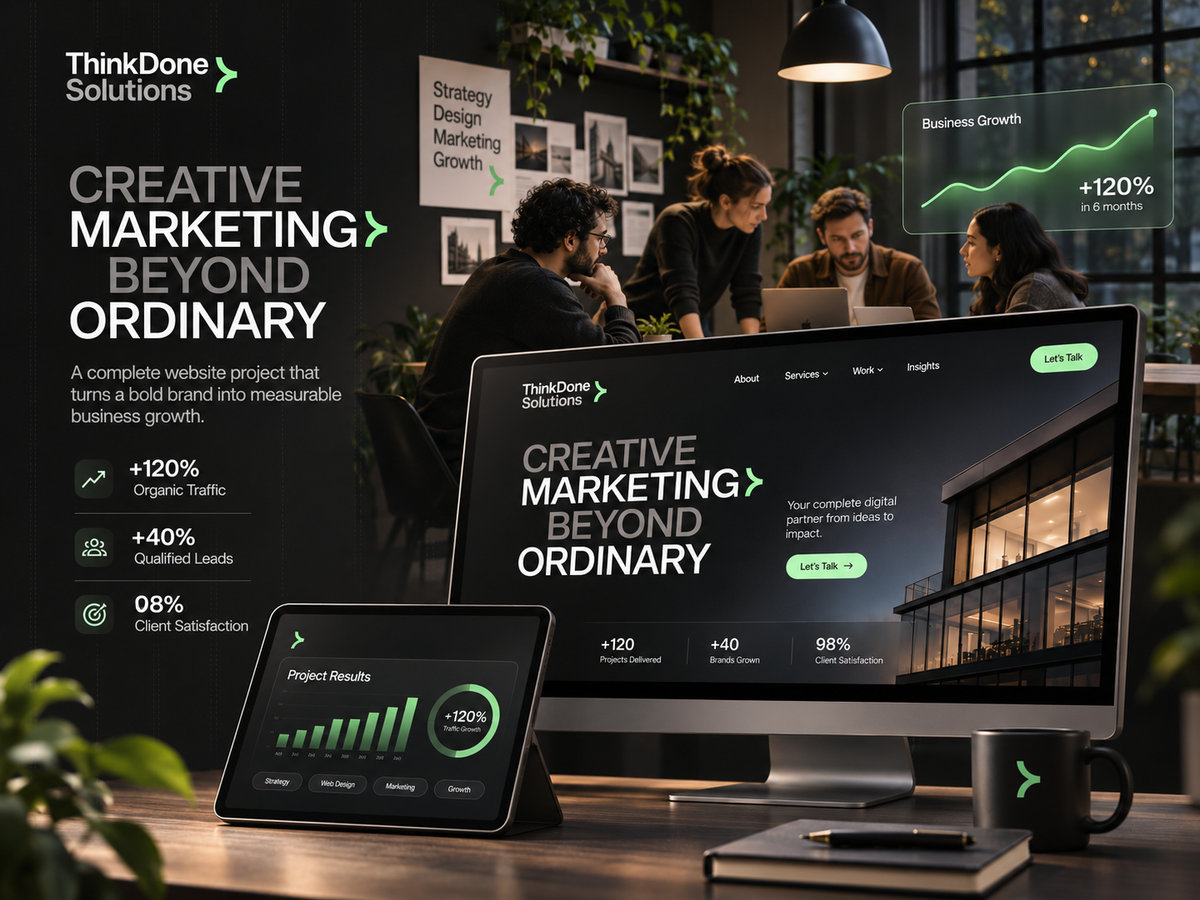 ThinkDone
Solutions
CREATIVE
MARKETING
BEYOND
ORDINARY
A complete website project that
turns a bold brand into measurable
business growth.
+120%
Organic Traffic
+40%
Qualified Leads
08%
Client Satisfaction
Strategy
Design
Marketing
Growth
Business Growth
+120%
in 6 months
ThinkDone
Solutions
About
Services
Work
Insights
Let's Talk
CREATIVE
MARKETING
BEYOND
ORDINARY
Your complete digital
partner from ideas to
impact.
Let's Talk →
+120
Projects Delivered
+40
Brands Grown
98%
Client Satisfaction
Project Results
+120%
Traffic Growth
Strategy
Web Design
Marketing
Growth